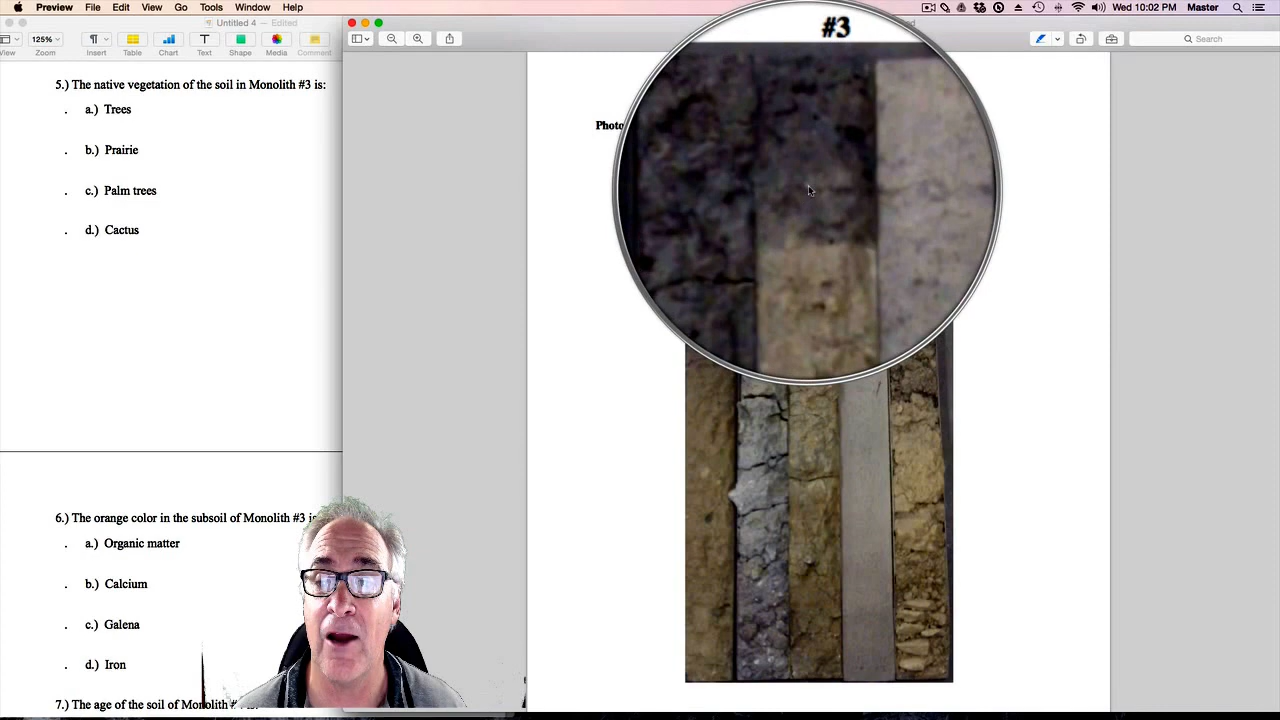 Preview File Edit View Go Tools Window Help
Wed 10:02 PM Master
Untitled 4 — Edited
125%
View Zoom Insert Table Chart Text Shape Media Comment
Search
#3
Photo
5.) The native vegetation of the soil in Monolith #3 is:
. a.) Trees
. b.) Prairie
. c.) Palm trees
. d.) Cactus
6.) The orange color in the subsoil of Monolith #3 is
. a.) Organic matter
. b.) Calcium
. c.) Galena
. d.) Iron
7.) The age of the soil of Monolith #